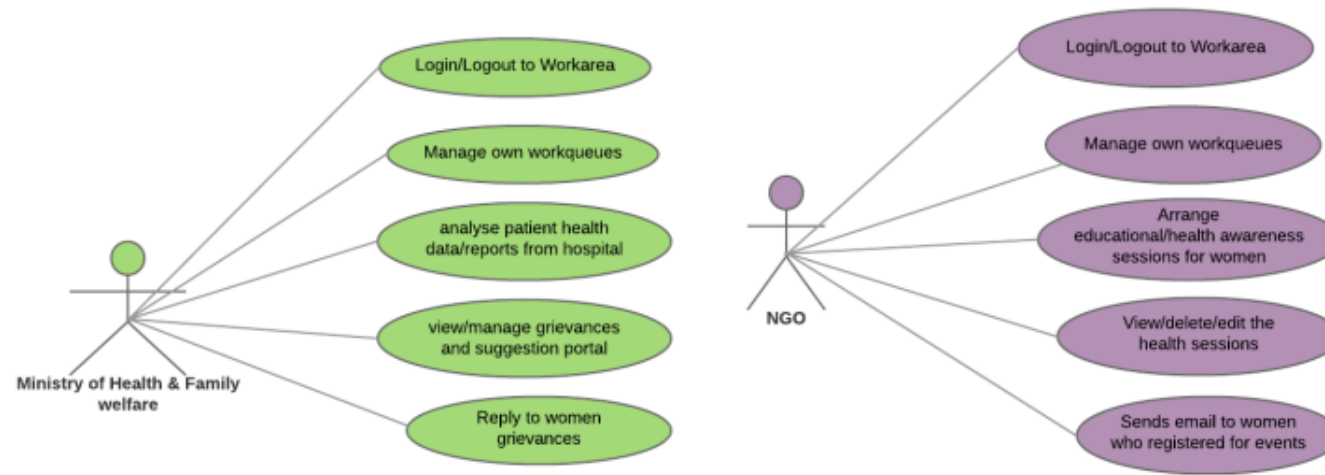 Login/Logout to Workarea
Manage own workqueues
analyse patient health
data/reports from hospital
view/manage grievances
and suggestion portal
Reply to women
grievances
Ministry of Health & Family
welfare
Login/Logout to Workarea
Manage own workqueues
Arrange
educational/health awareness
sessions for women
View/delete/edit the
health sessions
Sends email to women
who registered for events
NGO